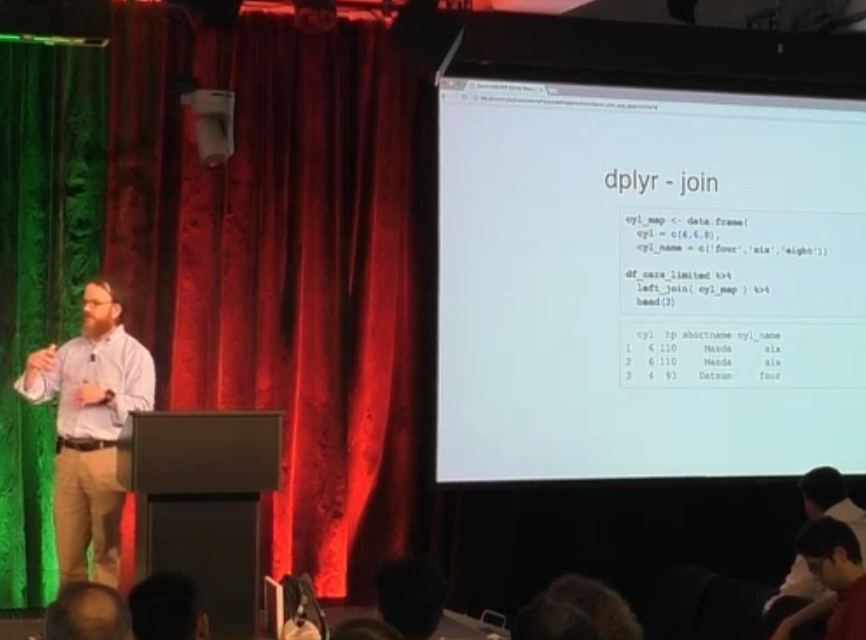 dplyr - join
cyl_map <- data.frame(
cyl = c(4,6,8),
cyl_name = c('four','six','eight'))
df_cars_limited %>%
left_join( cyl_map ) %>%
head(3)
cyl hp shortname cyl_name
1 6 110 Mazda six
2 6 110 Mazda six
3 4 93 Datsun four